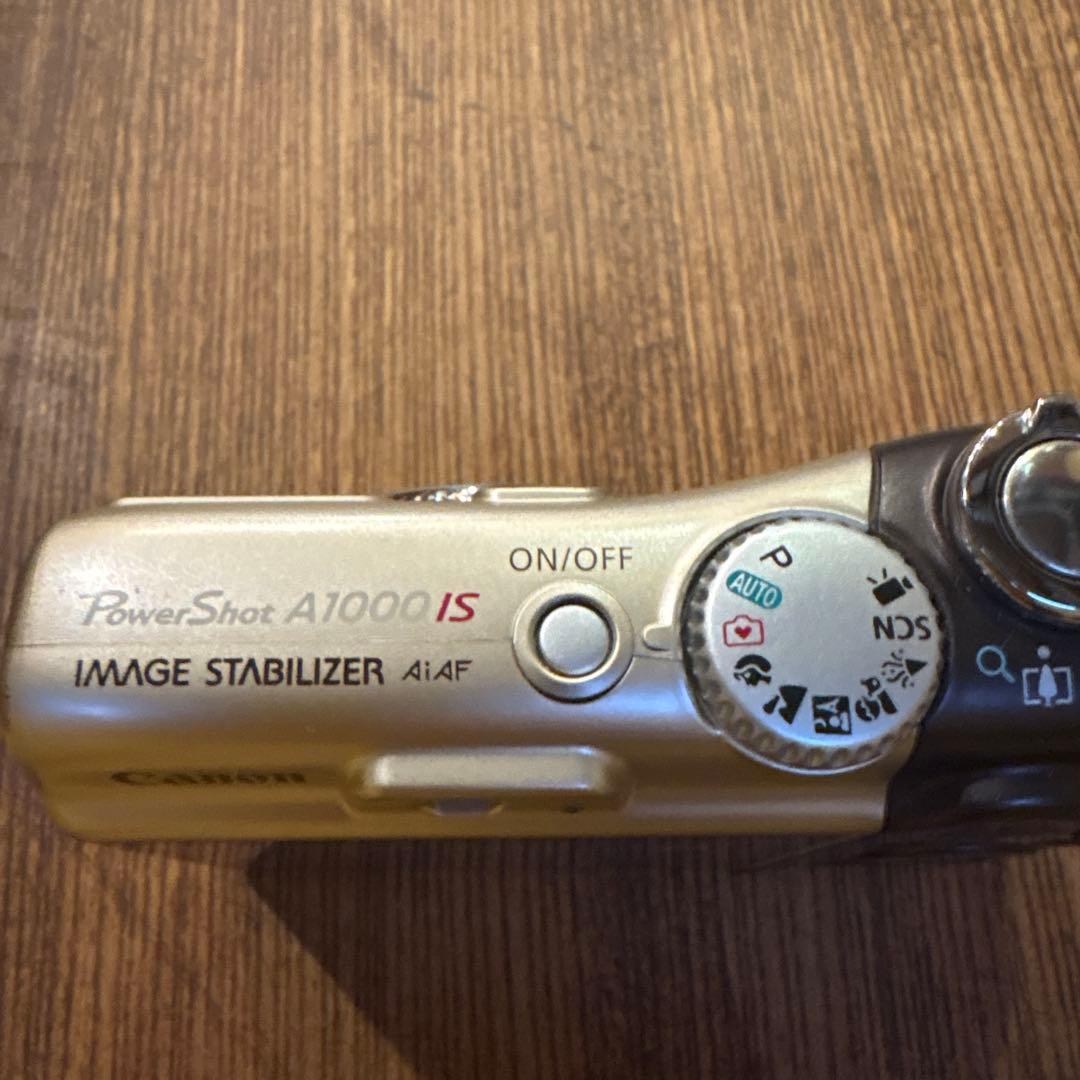 ON/OFF
PowerShot A1000 IS
IMAGE STABILIZER AiAF
Canon
P
AUTO
SCN